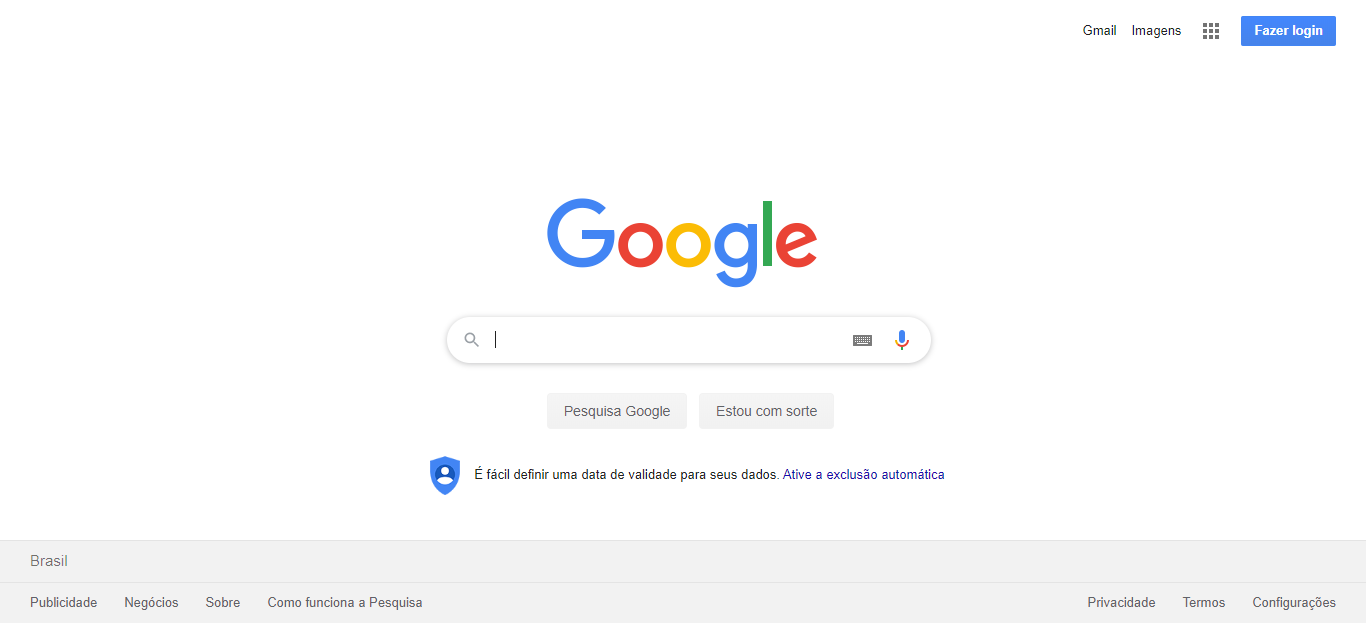 Gmail Imagens Fazer login
Google
Pesquisa Google Estou com sorte
É fácil definir uma data de validade para seus dados. Ative a exclusão automática
Brasil
Publicidade Negócios Sobre Como funciona a Pesquisa Privacidade Termos Configurações